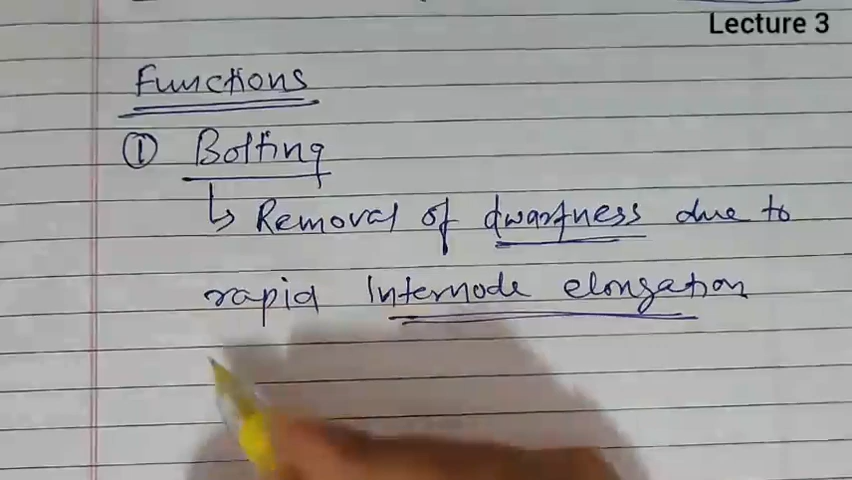 Lecture 3
Functions
① Bolting
↳ Removal of dwarfness due to
rapid Internode elongation